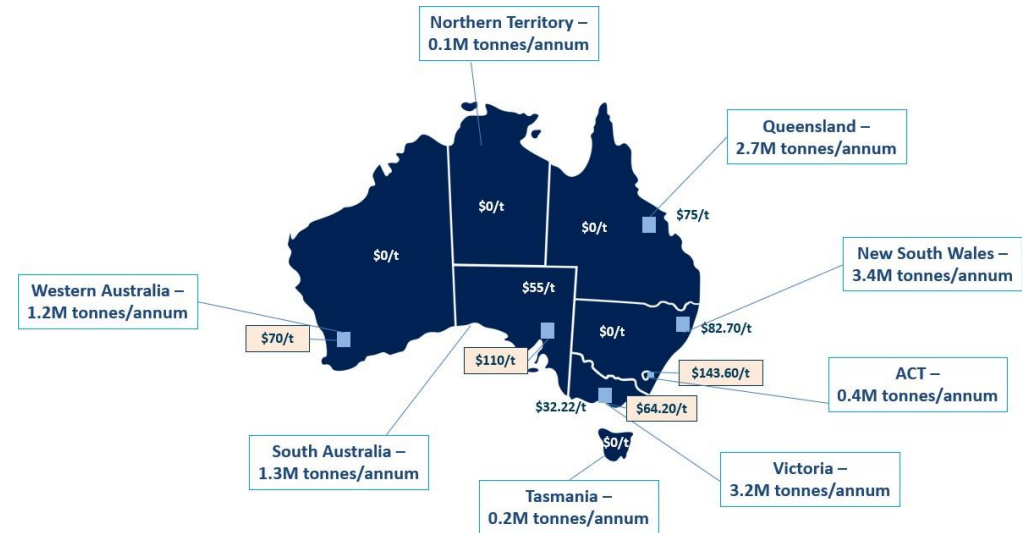 Northern Territory –
0.1M tonnes/annum
Queensland –
2.7M tonnes/annum
$0/t
$0/t
$75/t
$0/t
New South Wales –
3.4M tonnes/annum
Western Australia –
1.2M tonnes/annum
$55/t
$70/t
$0/t
$82.70/t
$110/t
$143.60/t
ACT –
0.4M tonnes/annum
$32.22/t
$64.20/t
South Australia –
1.3M tonnes/annum
$0/t
Victoria –
3.2M tonnes/annum
Tasmania –
0.2M tonnes/annum